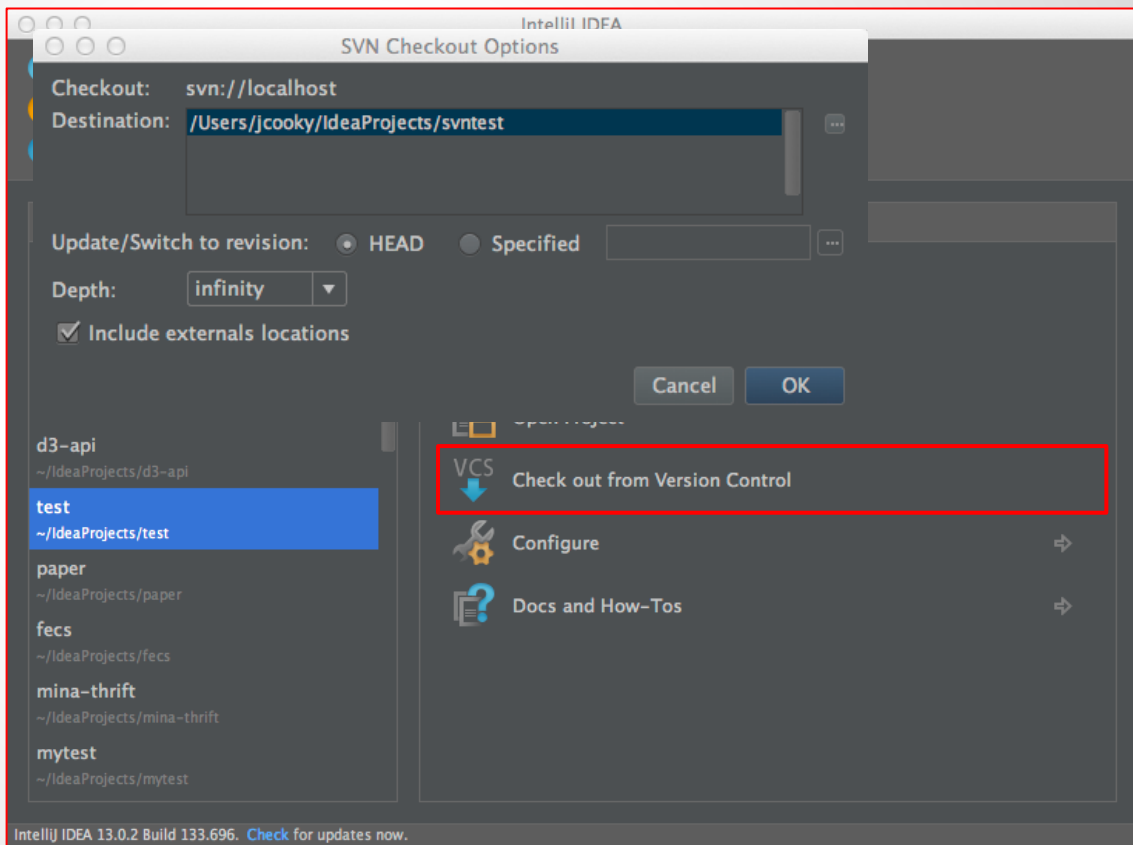 IntelliJ IDEA
SVN Checkout Options
Checkout: svn://localhost
Destination: /Users/jcooky/IdeaProjects/svntest
Update/Switch to revision: HEAD Specified
Depth: infinity
Include externals locations
Cancel OK
Open Project
d3-api
~/IdeaProjects/d3-api
test
~/IdeaProjects/test
paper
~/IdeaProjects/paper
fecs
~/IdeaProjects/fecs
mina-thrift
~/IdeaProjects/mina-thrift
mytest
~/IdeaProjects/mytest
VCS Check out from Version Control
Configure
Docs and How-Tos
IntelliJ IDEA 13.0.2 Build 133.696. Check for updates now.